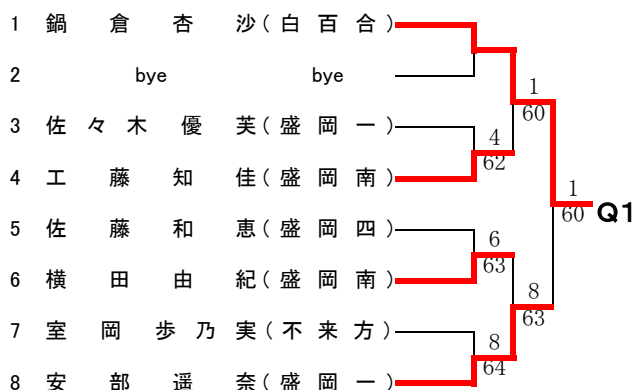 1 鍋倉杏沙(白百合)
2 bye bye
3 佐々木優芙(盛岡一)
4 工藤知佳(盛岡南)
5 佐藤和恵(盛岡四)
6 横田由紀(盛岡南)
7 室岡歩乃実(不来方)
8 安部遥奈(盛岡一)
4
62
6
63
8
64
1
60
8
63
1
60
Q1